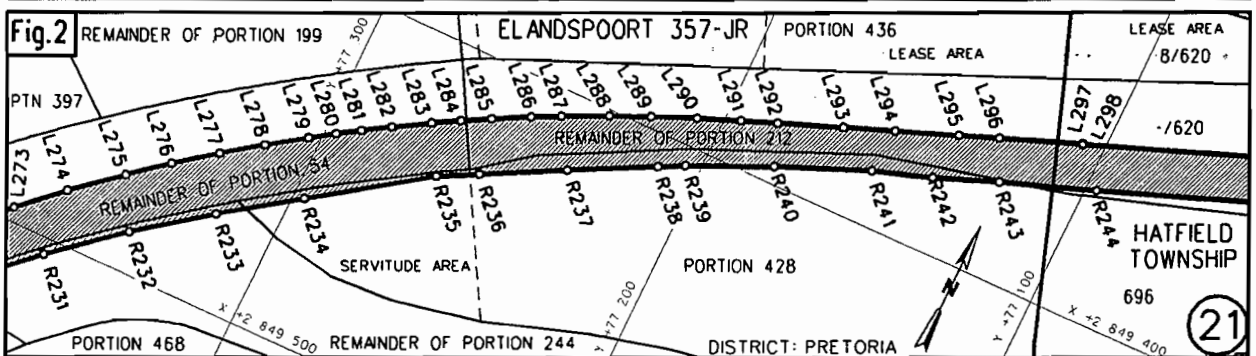 Fig.2
REMAINDER OF PORTION 199
ELANDSPOORT 357-JR
PORTION 436
LEASE AREA
LEASE AREA
8/620
-/620
PTN 397
+77 300
L273
L274
L275
L276
L277
L278
L279
L280
L281
L282
L283
L284
L285
L286
L287
L288
L289
L290
L291
L292
L293
L294
L295
L296
L297
L298
REMAINDER OF PORTION 54
REMAINDER OF PORTION 212
R231
R232
R233
R234
R235
R236
R237
R238
R239
R240
R241
R242
R243
R244
SERVITUDE AREA
PORTION 428
HATFIELD
TOWNSHIP
696
N
X +2 849 500
Y +77 200
Y +77 100
X +2 849 400
PORTION 468
REMAINDER OF PORTION 244
DISTRICT: PRETORIA
21